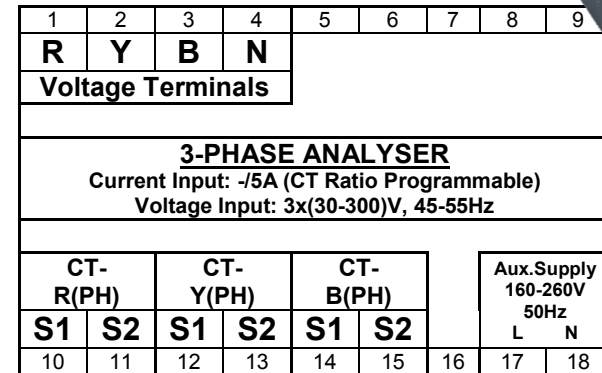 1 2 3 4 5 6 7 8 9
R Y B N
Voltage Terminals
3-PHASE ANALYSER
Current Input: -/5A (CT Ratio Programmable)
Voltage Input: 3x(30-300)V, 45-55Hz
CT- CT- CT- Aux.Supply
R(PH) Y(PH) B(PH) 160-260V
50Hz
S1 S2 S1 S2 S1 S2 L N
10 11 12 13 14 15 16 17 18